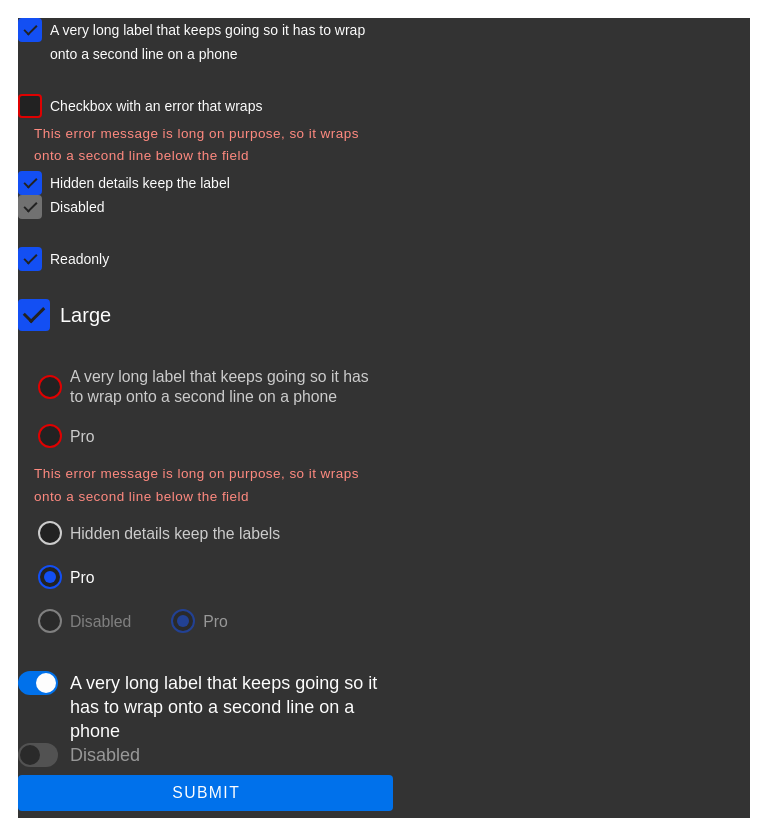 A very long label that keeps going so it has to wrap
onto a second line on a phone
Checkbox with an error that wraps
This error message is long on purpose, so it wraps
onto a second line below the field
Hidden details keep the label
Disabled
Readonly
Large
A very long label that keeps going so it has
to wrap onto a second line on a phone
Pro
This error message is long on purpose, so it wraps
onto a second line below the field
Hidden details keep the labels
Pro
Disabled Pro
A very long label that keeps going so it
has to wrap onto a second line on a
phone
Disabled
SUBMIT